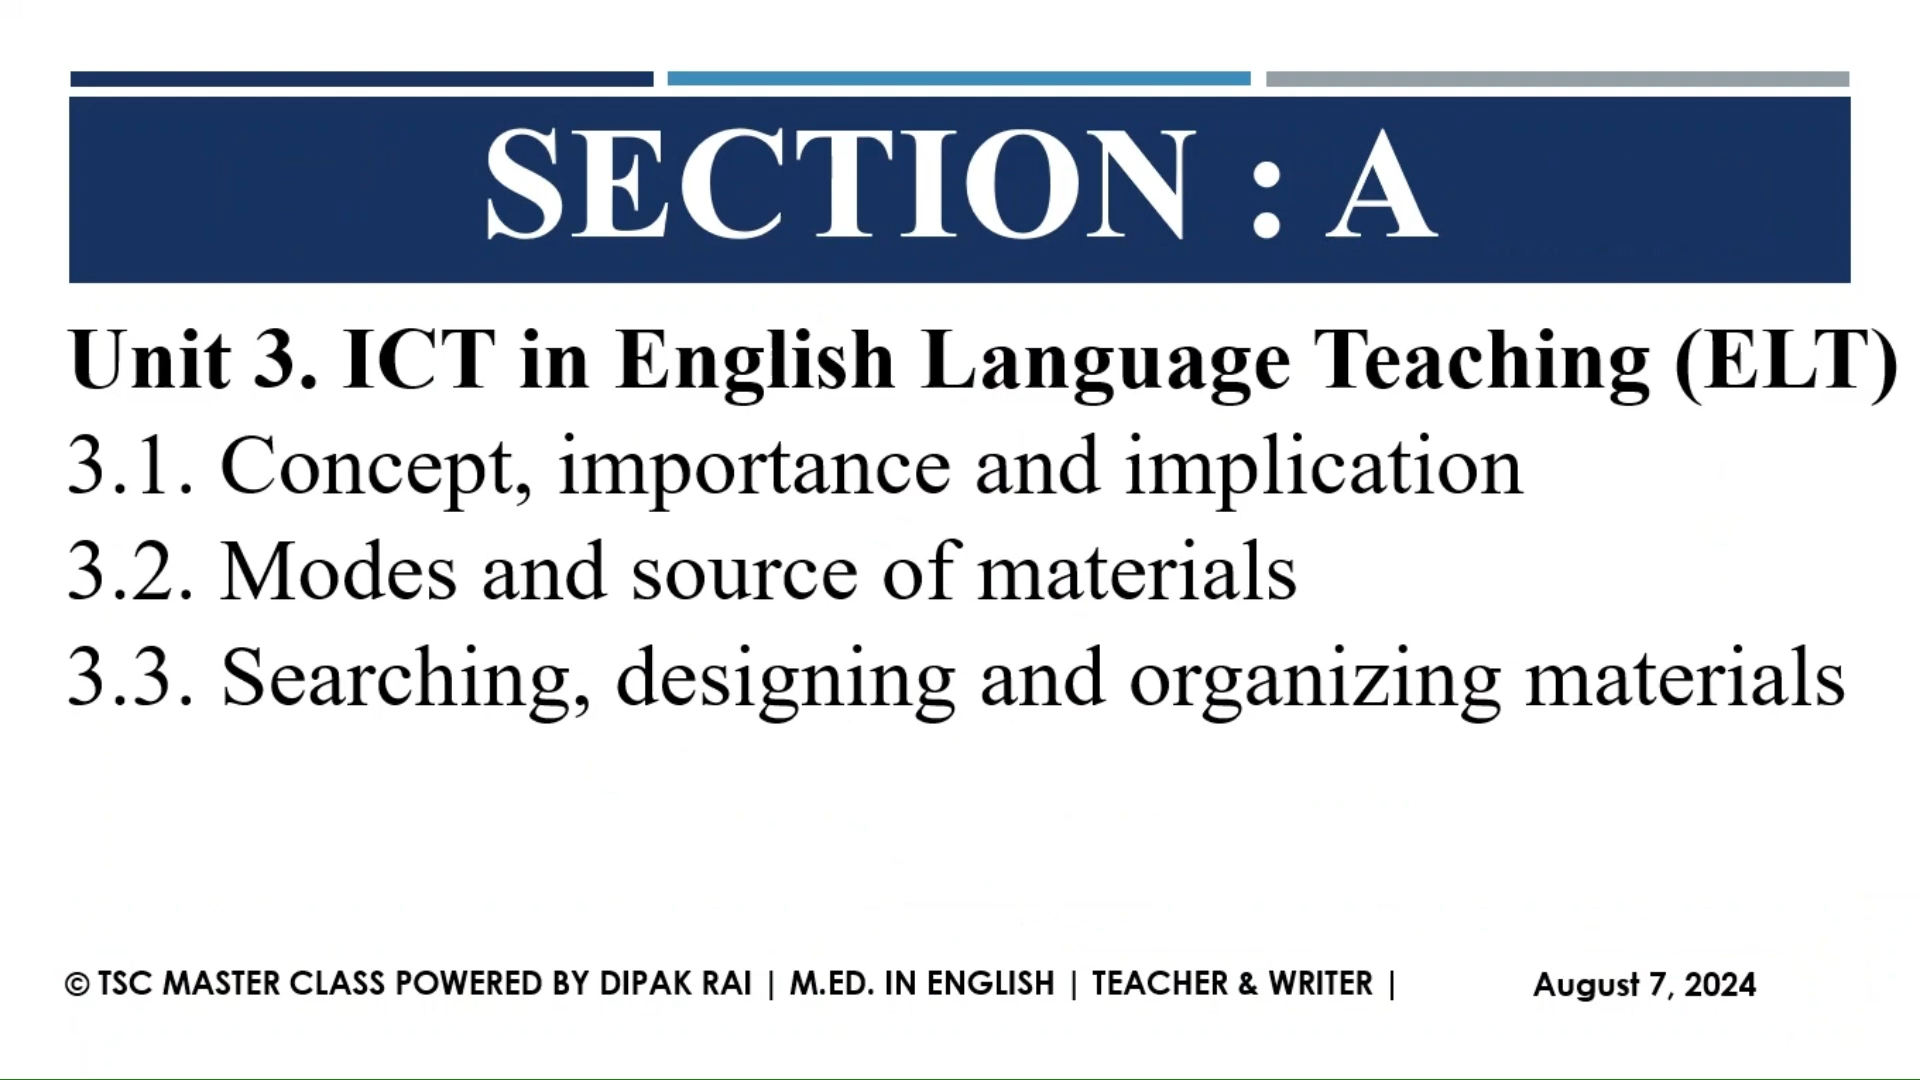 SECTION : A
Unit 3. ICT in English Language Teaching (ELT)
3.1. Concept, importance and implication
3.2. Modes and source of materials
3.3. Searching, designing and organizing materials
© TSC MASTER CLASS POWERED BY DIPAK RAI | M.ED. IN ENGLISH | TEACHER & WRITER | August 7, 2024